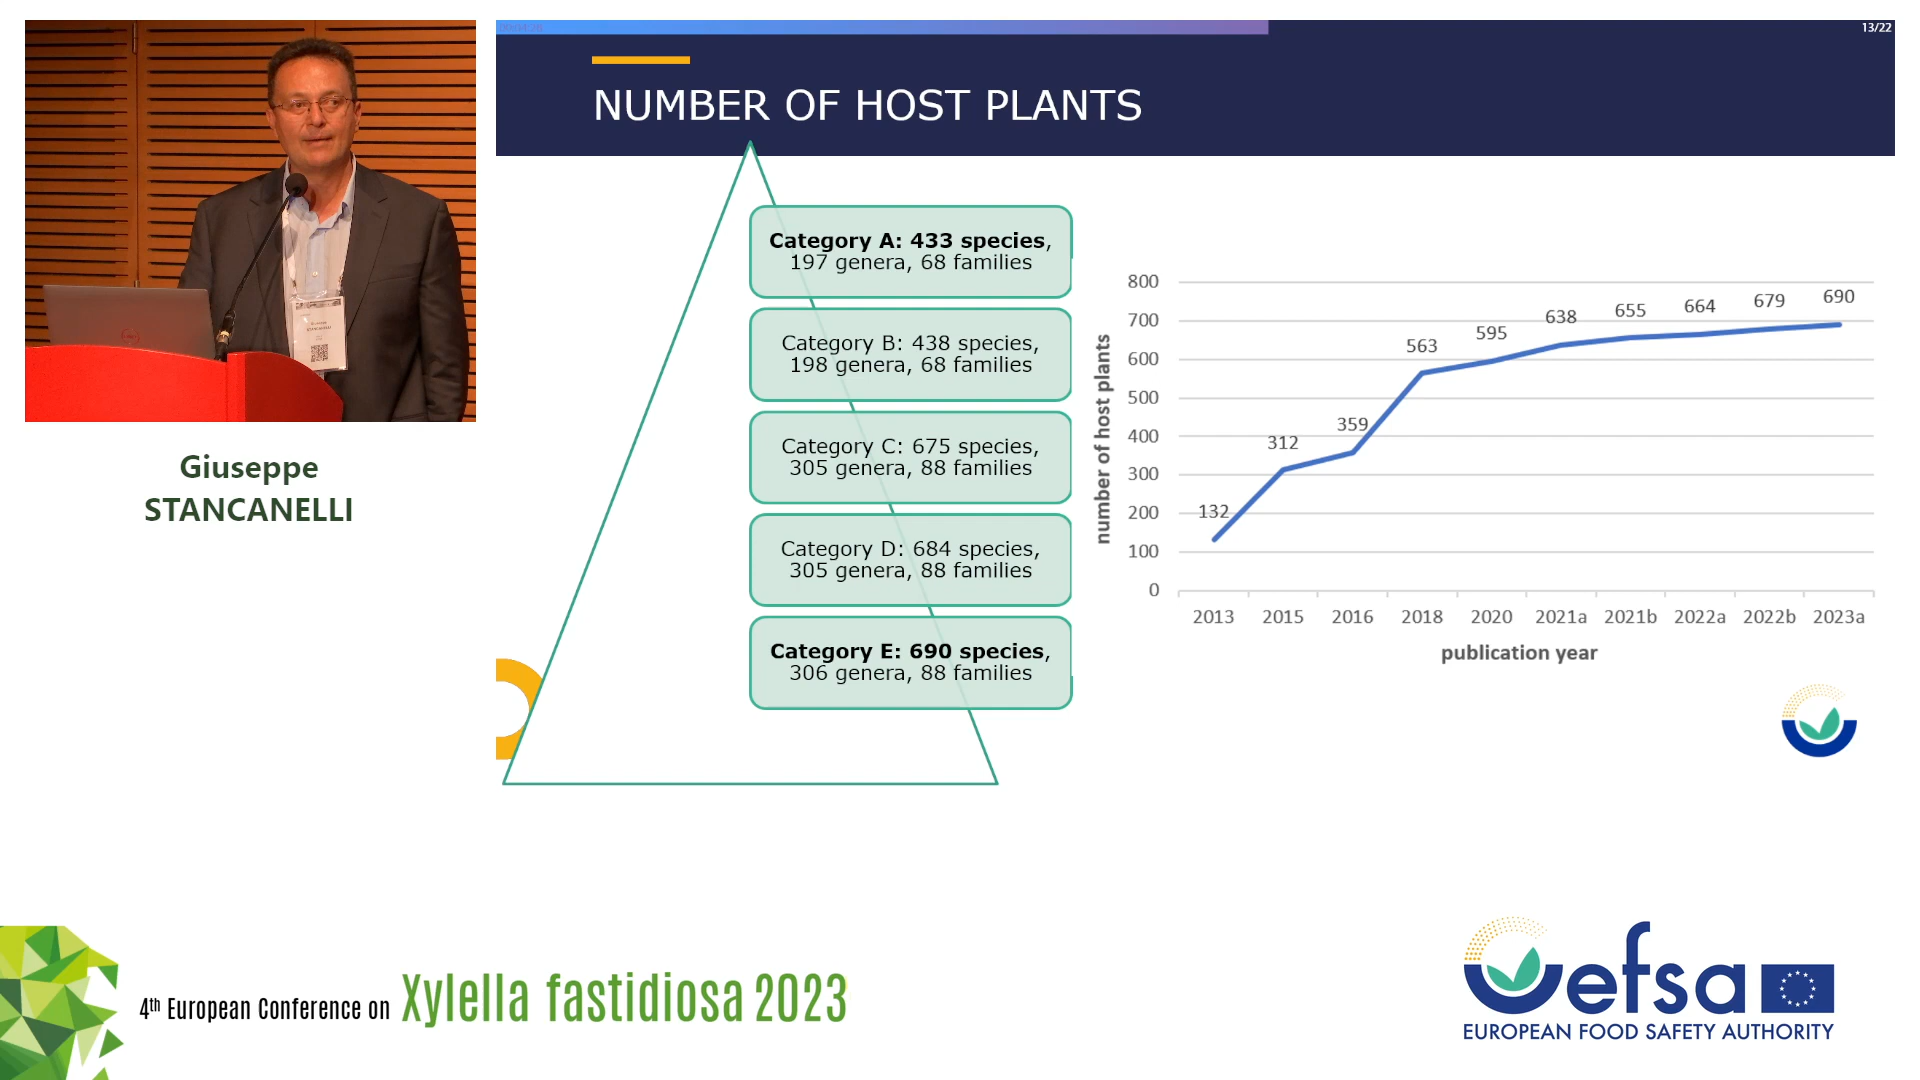 Giuseppe
STANCANELLI
13/22
NUMBER OF HOST PLANTS
Category A: 433 species,
197 genera, 68 families
Category B: 438 species,
198 genera, 68 families
Category C: 675 species,
305 genera, 88 families
Category D: 684 species,
305 genera, 88 families
Category E: 690 species,
306 genera, 88 families
number of host plants
800
700
600
500
400
300
200
100
0
132
312
359
563
595
638
655
664
679
690
2013 2015 2016 2018 2020 2021a 2021b 2022a 2022b 2023a
publication year
4th European Conference on Xylella fastidiosa 2023
efsa
EUROPEAN FOOD SAFETY AUTHORITY